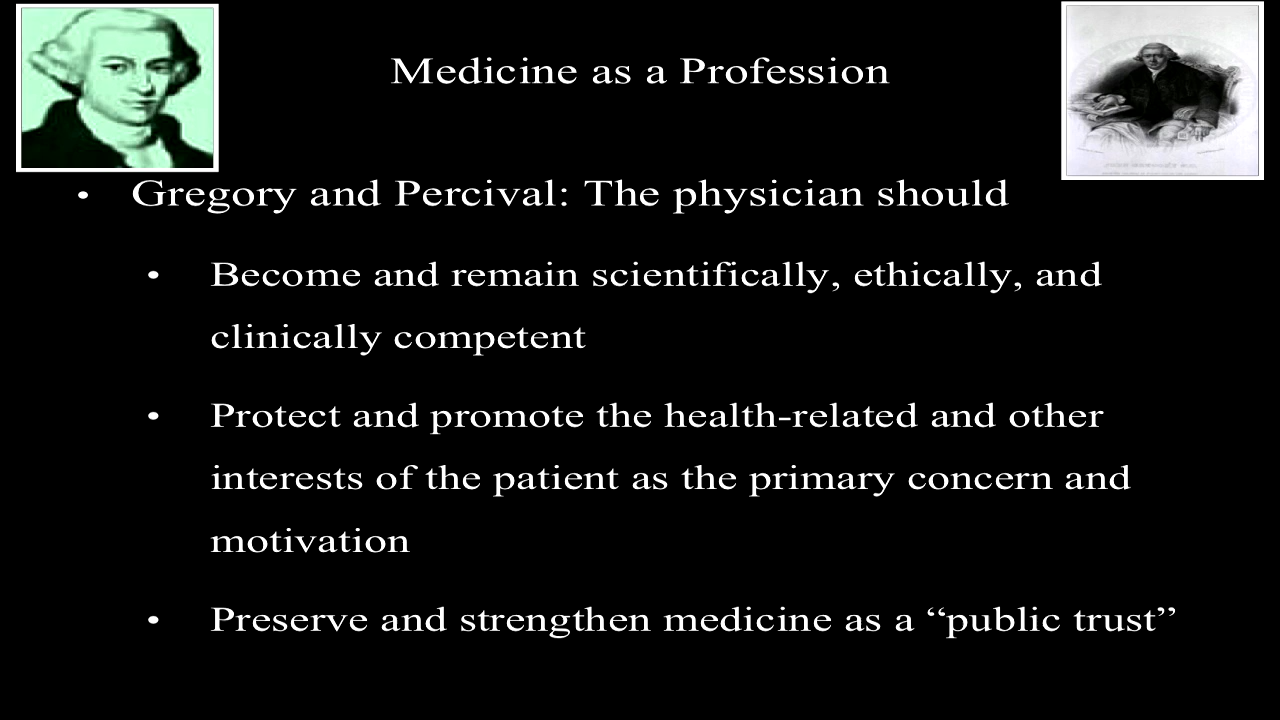 Medicine as a Profession
• Gregory and Percival: The physician should
• Become and remain scientifically, ethically, and
clinically competent
• Protect and promote the health-related and other
interests of the patient as the primary concern and
motivation
• Preserve and strengthen medicine as a “public trust”